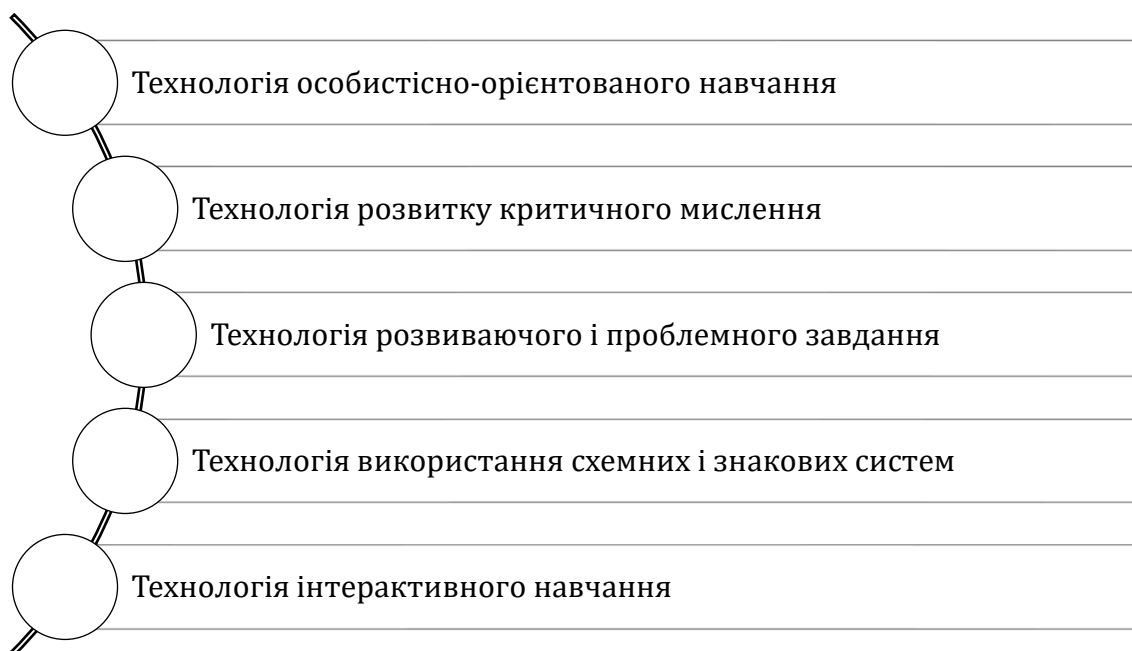 Технологія особистісно-орієнтованого навчання
Технологія розвитку критичного мислення
Технологія розвиваючого і проблемного завдання
Технологія використання схемних і знакових систем
Технологія інтерактивного навчання